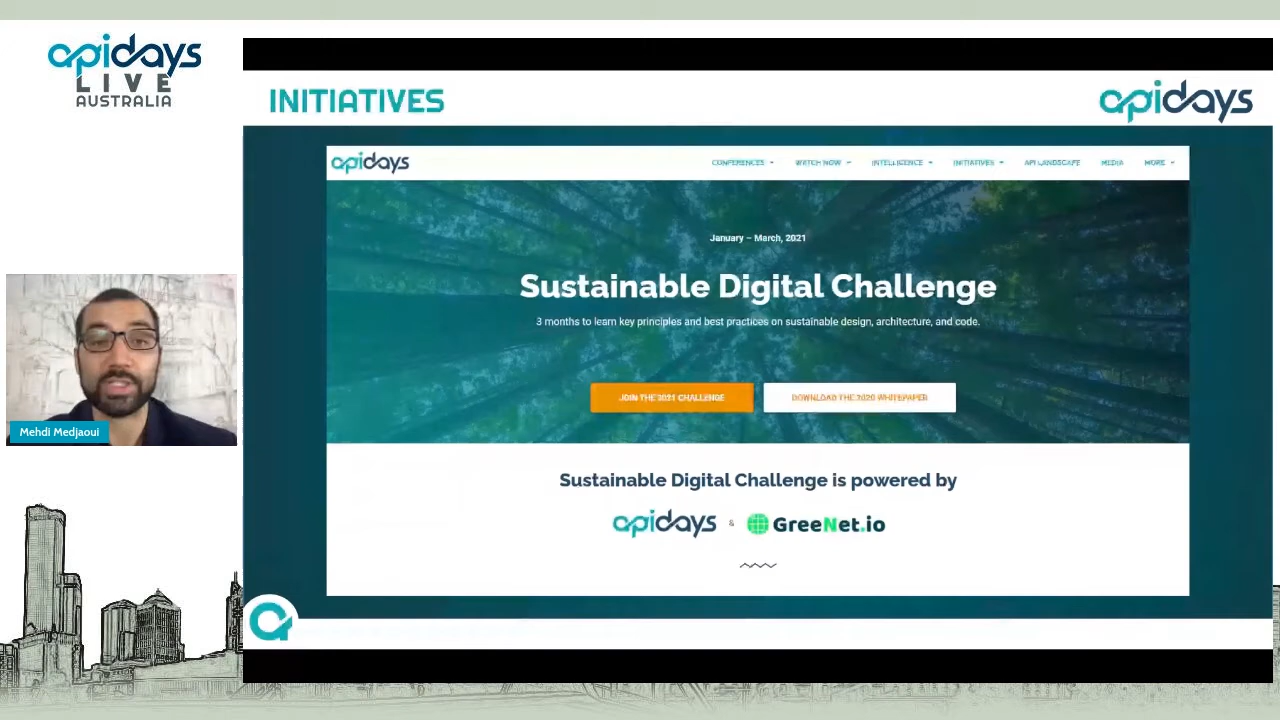 apidays
LIVE
AUSTRALIA
INITIATIVES
apidays
apidays
CONFERENCES
WATCH NOW
INTELLIGENCE
INITIATIVES
API LANDSCAPE
MEDIA
MORE
January – March, 2021
Sustainable Digital Challenge
3 months to learn key principles and best practices on sustainable design, architecture, and code.
JOIN THE 2021 CHALLENGE
DOWNLOAD THE 2020 WHITEPAPER
Mehdi Medjaoui
Sustainable Digital Challenge is powered by
apidays & GreeNet.io